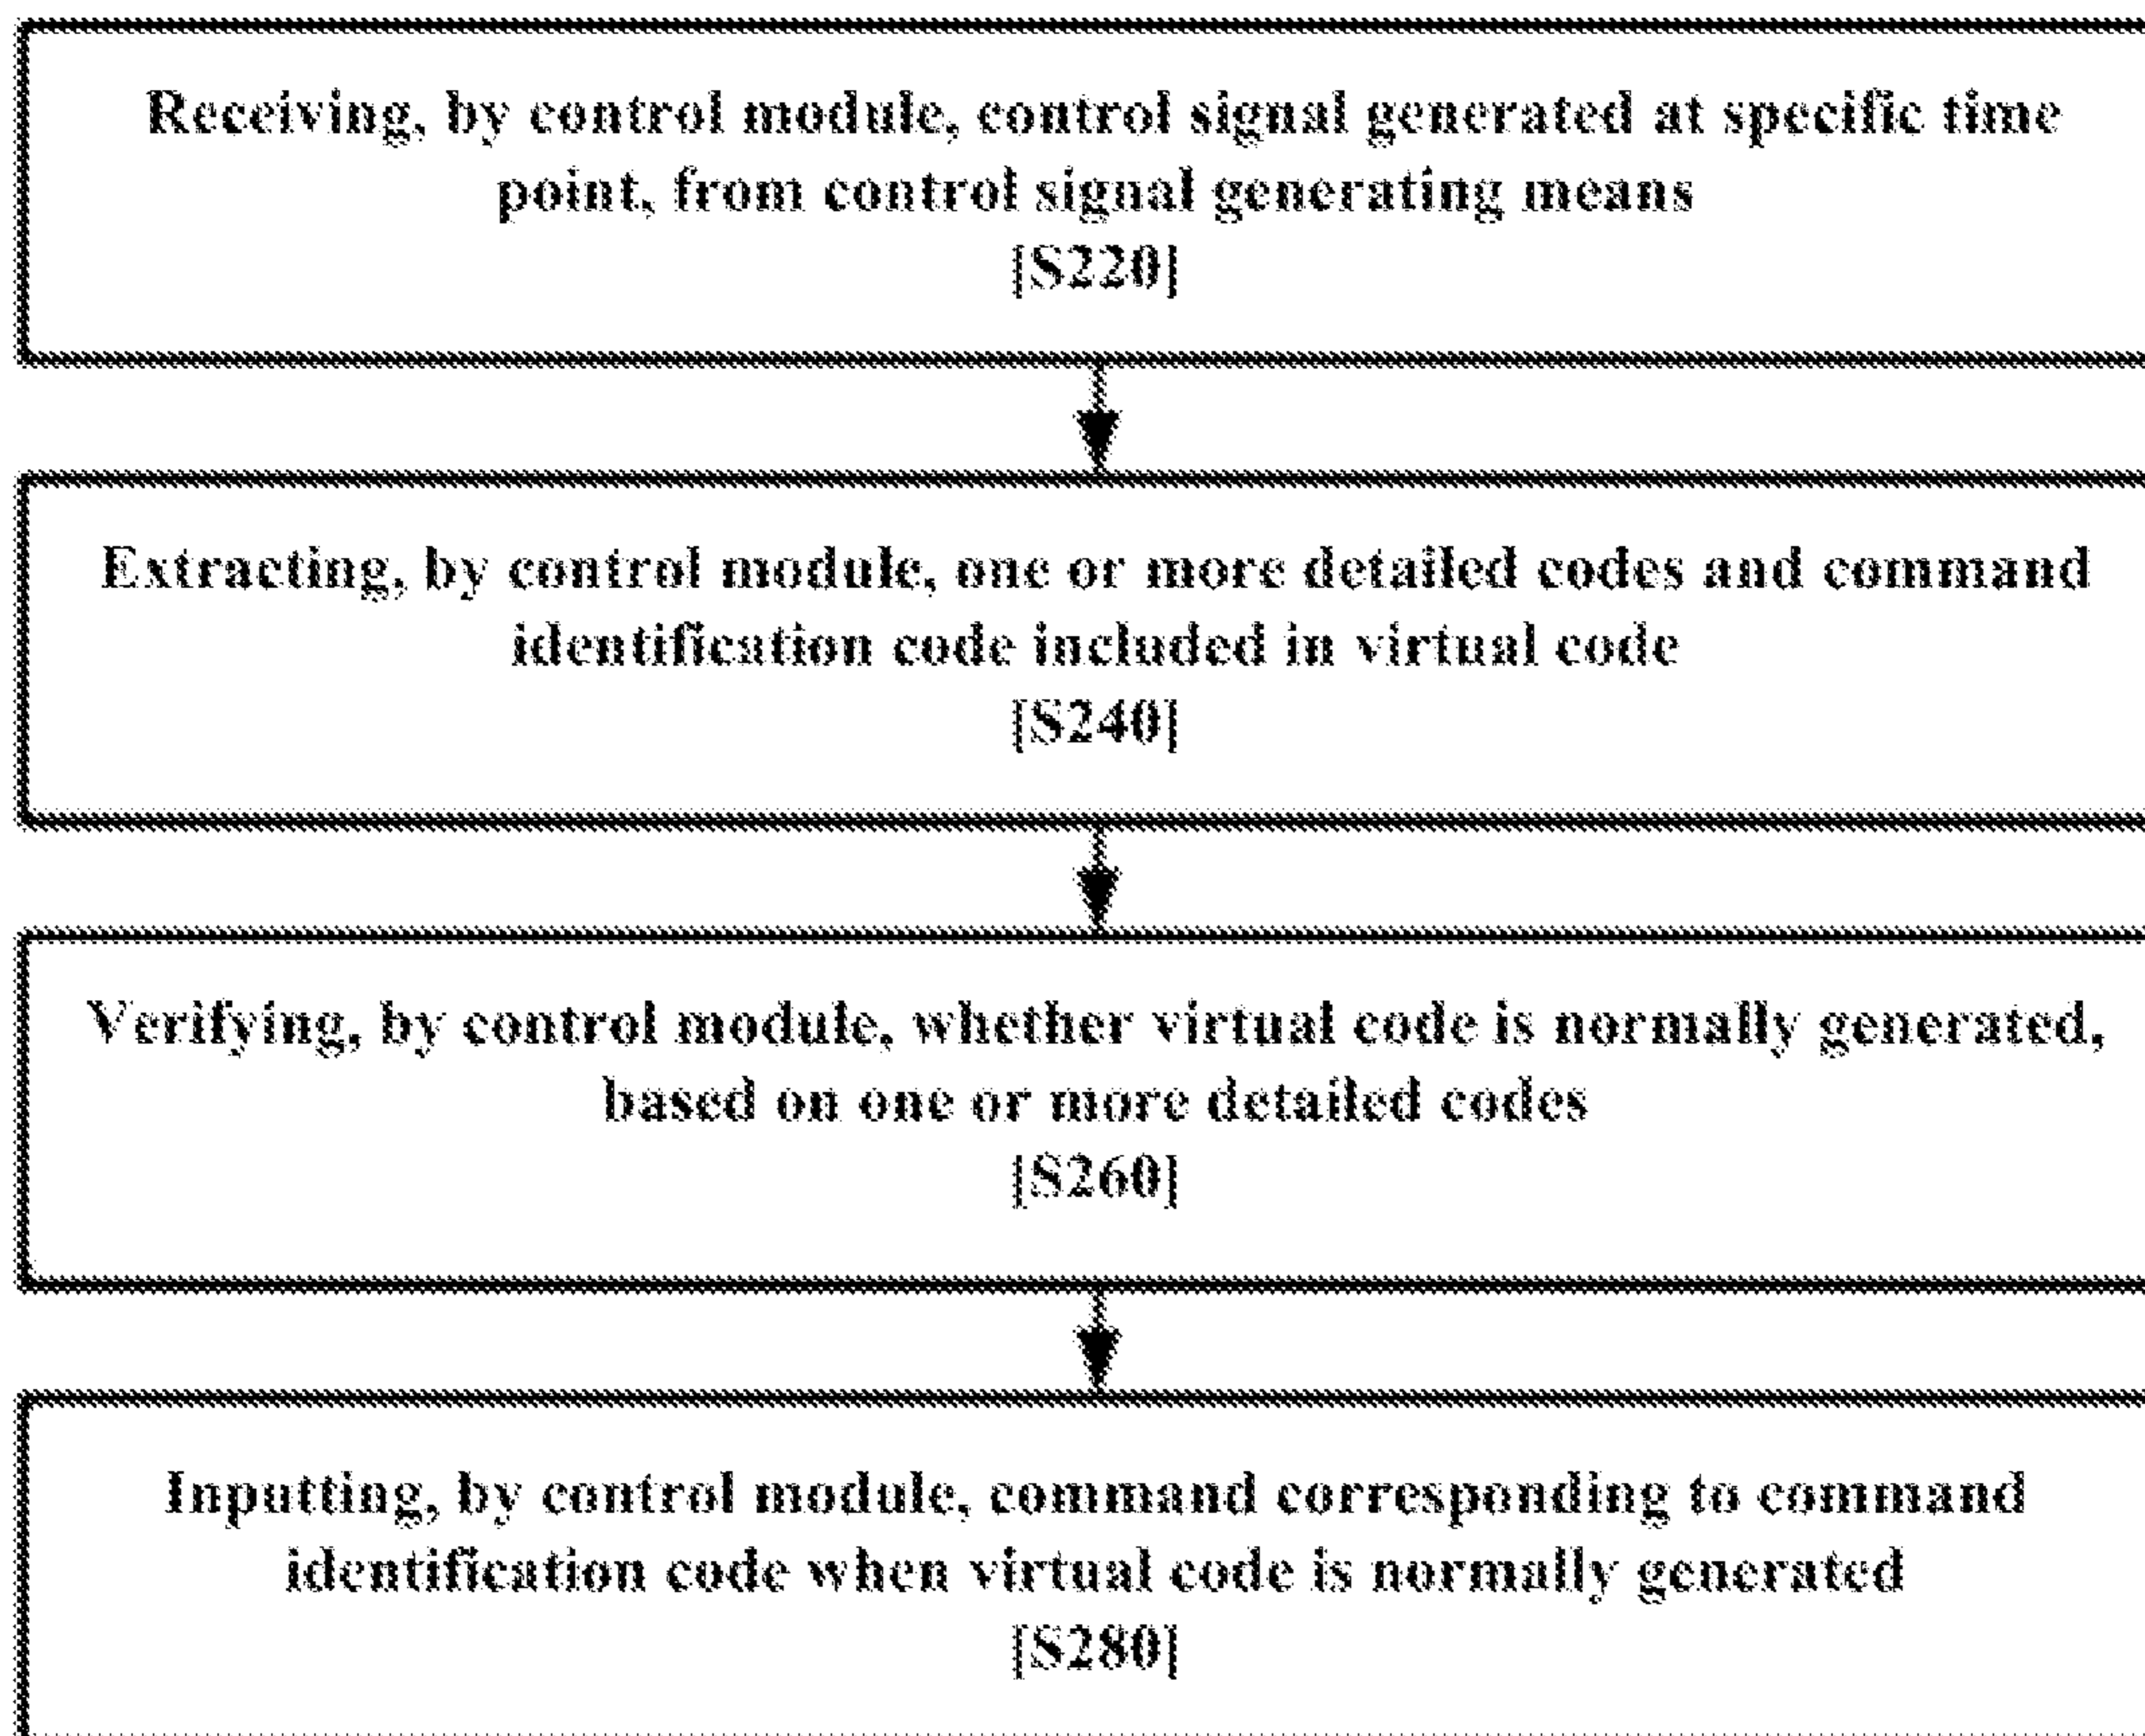 Receiving, by control module, control signal generated at specific time
point, from control signal generating means
[S220]
Extracting, by control module, one or more detailed codes and command
identification code included in virtual code
[S240]
Verifying, by control module, whether virtual code is normally generated,
based on one or more detailed codes
[S260]
Inputting, by control module, command corresponding to command
identification code when virtual code is normally generated
[S280]